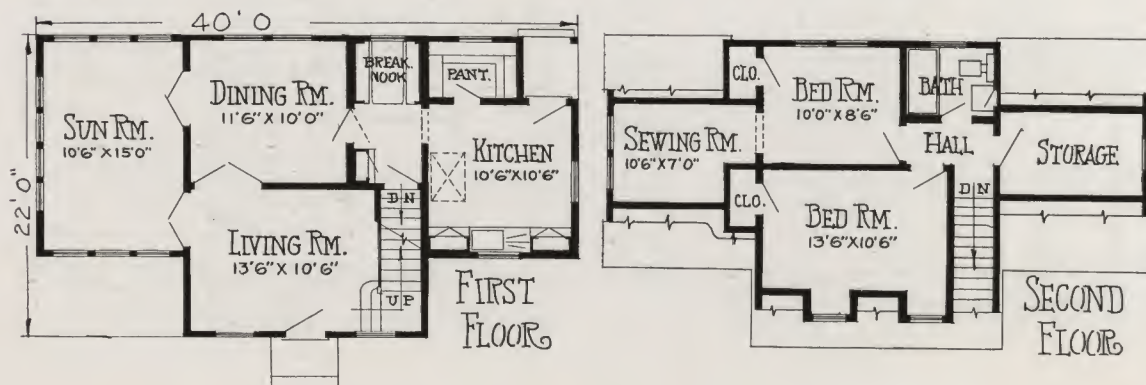 40' 0
22' 0"
SUN RM.
10'6" X 15'0"
DINING RM.
11'6" X 10'0"
BREAK.
NOOK
PANT.
KITCHEN
10'6"X10'6"
LIVING RM.
13'6" X 10'6"
DN
UP
FIRST
FLOOR
CLO.
BED RM.
10'0" X 8'6"
BATH
SEWING RM.
10'6"X 7'0"
HALL
STORAGE
CLO.
BED RM.
13'6"X10'6"
DN
SECOND
FLOOR